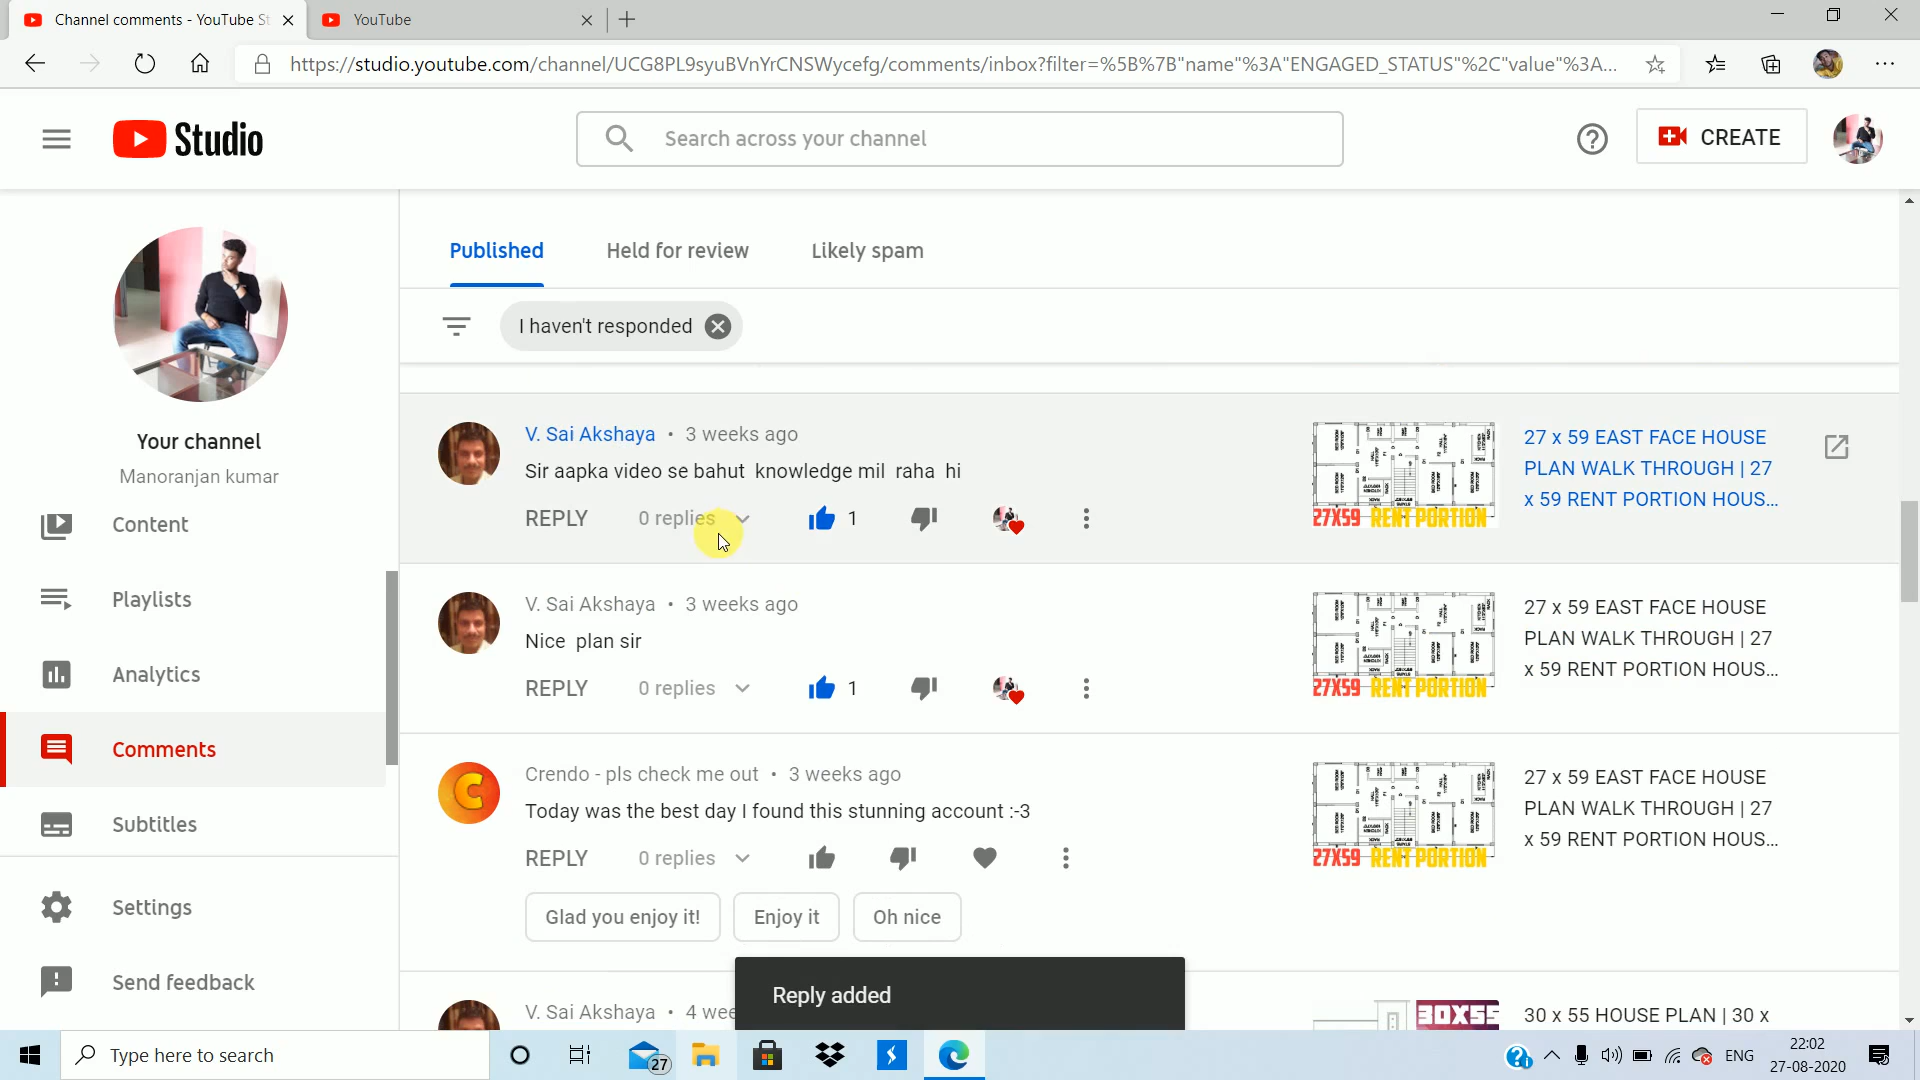 Channel comments - YouTube St
YouTube
https://studio.youtube.com/channel/UCG8PL9syuBVnYrCNSWycefg/comments/inbox?filter=%5B%7B"name"%3A"ENGAGED_STATUS"%2C"value"%3A...
Studio
Search across your channel
CREATE
Your channel
Manoranjan kumar
Content
Playlists
Analytics
Comments
Subtitles
Settings
Send feedback
Published
Held for review
Likely spam
I haven't responded
V. Sai Akshaya • 3 weeks ago
Sir aapka video se bahut knowledge mil raha hi
REPLY 0 replies 1
27X59 RENT PORTION
27 x 59 EAST FACE HOUSE
PLAN WALK THROUGH | 27
x 59 RENT PORTION HOUS...
V. Sai Akshaya • 3 weeks ago
Nice plan sir
REPLY 0 replies 1
27X59 RENT PORTION
27 x 59 EAST FACE HOUSE
PLAN WALK THROUGH | 27
x 59 RENT PORTION HOUS...
Crendo - pls check me out • 3 weeks ago
Today was the best day I found this stunning account :-3
REPLY 0 replies
Glad you enjoy it!
Enjoy it
Oh nice
27X59 RENT PORTION
27 x 59 EAST FACE HOUSE
PLAN WALK THROUGH | 27
x 59 RENT PORTION HOUS...
V. Sai Akshaya • 4 wee
30X55
30 x 55 HOUSE PLAN | 30 x
Reply added
Type here to search
27
ENG
22:02
27-08-2020